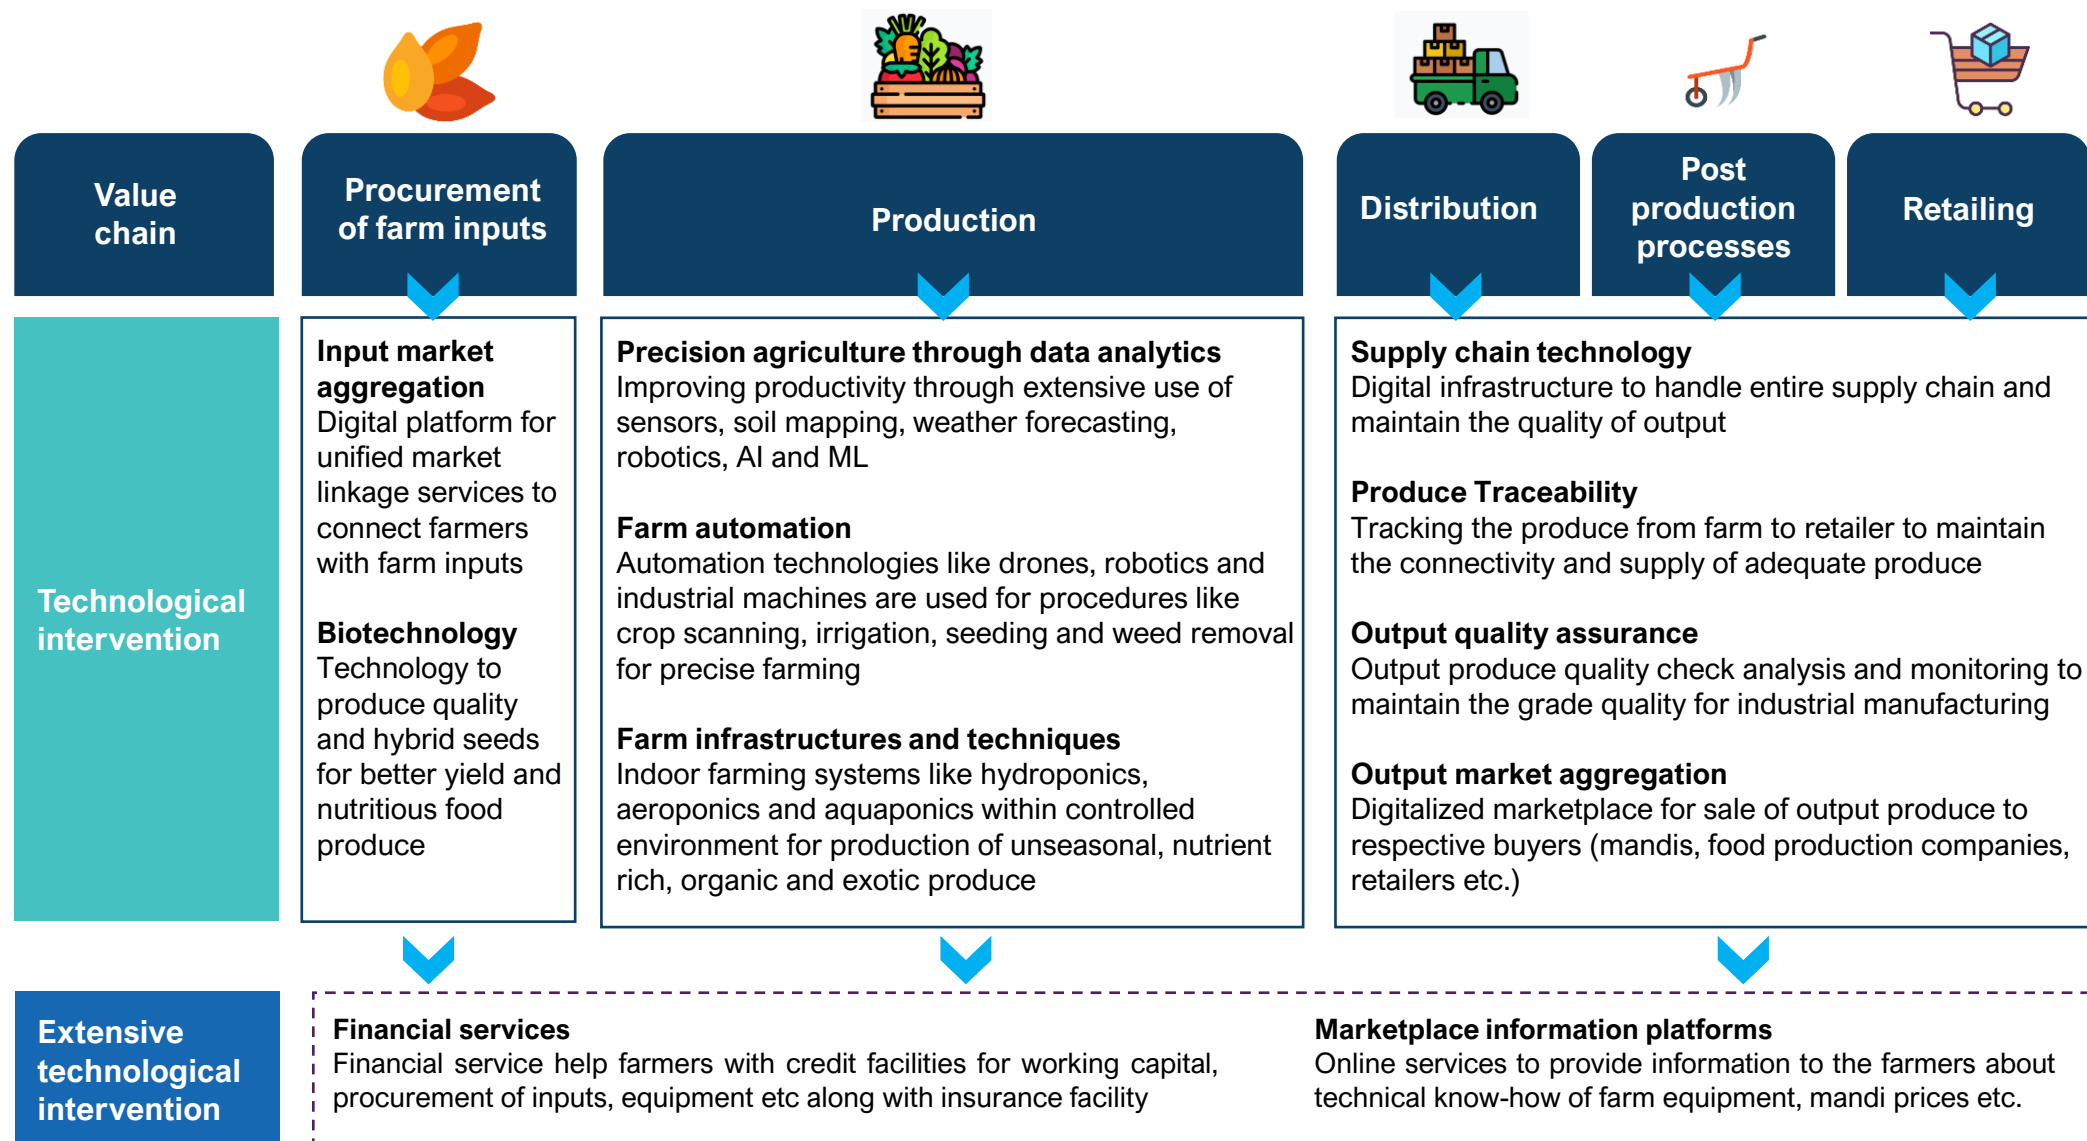 Value
chain
Procurement
of farm inputs
Production
Distribution
Post
production
processes
Retailing
Technological
intervention
Input market
aggregation
Digital platform for
unified market
linkage services to
connect farmers
with farm inputs
Biotechnology
Technology to
produce quality
and hybrid seeds
for better yield and
nutritious food
produce
Precision agriculture through data analytics
Improving productivity through extensive use of
sensors, soil mapping, weather forecasting,
robotics, AI and ML
Farm automation
Automation technologies like drones, robotics and
industrial machines are used for procedures like
crop scanning, irrigation, seeding and weed removal
for precise farming
Farm infrastructures and techniques
Indoor farming systems like hydroponics,
aeroponics and aquaponics within controlled
environment for production of unseasonal, nutrient
rich, organic and exotic produce
Supply chain technology
Digital infrastructure to handle entire supply chain and
maintain the quality of output
Produce Traceability
Tracking the produce from farm to retailer to maintain
the connectivity and supply of adequate produce
Output quality assurance
Output produce quality check analysis and monitoring to
maintain the grade quality for industrial manufacturing
Output market aggregation
Digitalized marketplace for sale of output produce to
respective buyers (mandis, food production companies,
retailers etc.)
Extensive
technological
intervention
Financial services
Financial service help farmers with credit facilities for working capital,
procurement of inputs, equipment etc along with insurance facility
Marketplace information platforms
Online services to provide information to the farmers about
technical know-how of farm equipment, mandi prices etc.